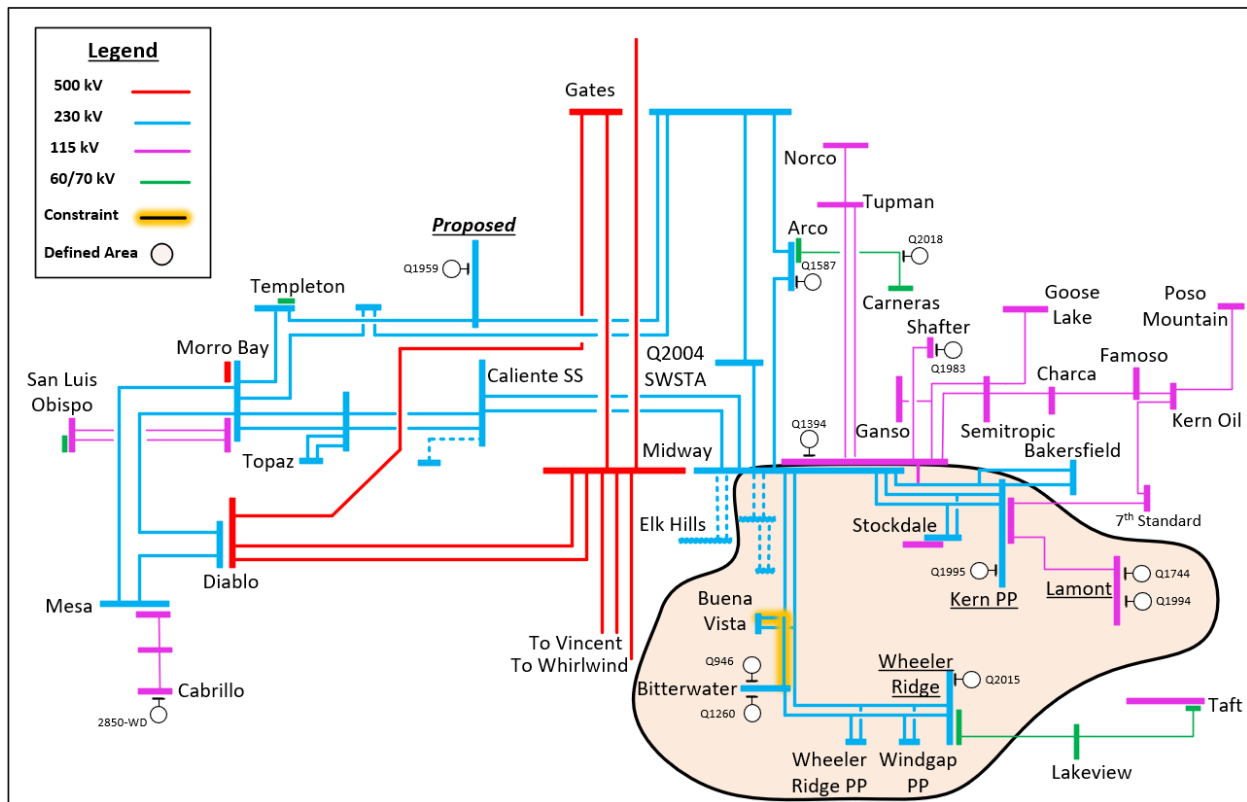 Legend
500 kV
230 kV
115 kV
60/70 kV
Constraint
Defined Area
Gates
Norco
Tupman
Proposed
Q1959
Arco
Q1587
Q2018
Carneras
Templeton
Goose
Lake
Poso
Mountain
Shafter
Q1983
Famoso
Morro Bay
Q2004
SWSTA
Charca
San Luis
Obispo
Caliente SS
Kern Oil
Ganso
Semitropic
Q1394
Topaz
Midway
Bakersfield
Elk Hills
Stockdale
7th Standard
Diablo
Q1995
Kern PP
Q1744
Lamont
Q1994
Mesa
Buena
Vista
To Vincent
To Whirlwind
Q946
Wheeler
Ridge
Q2015
Cabrillo
Bitterwater
2850-WD
Q1260
Taft
Wheeler
Ridge PP
Windgap
PP
Lakeview